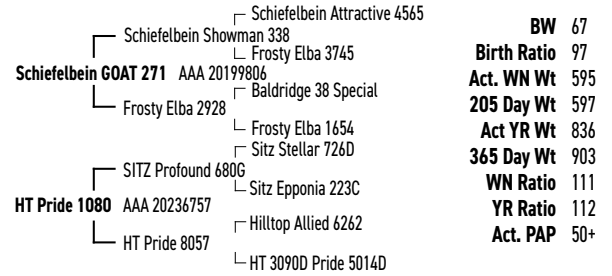 Schiefelbein Attractive 4565
Schiefelbein Showman 338
Frosty Elba 3745
Schiefelbein GOAT 271 AAA 20199806
Baldridge 38 Special
Frosty Elba 2928
Frosty Elba 1654
Sitz Stellar 726D
SITZ Profound 680G
Sitz Epponia 223C
HT Pride 1080 AAA 20236757
Hilltop Allied 6262
HT Pride 8057
HT 3090D Pride 5014D
BW 67
Birth Ratio 97
Act. WN Wt 595
205 Day Wt 597
Act YR Wt 836
365 Day Wt 903
WN Ratio 111
YR Ratio 112
Act. PAP 50+